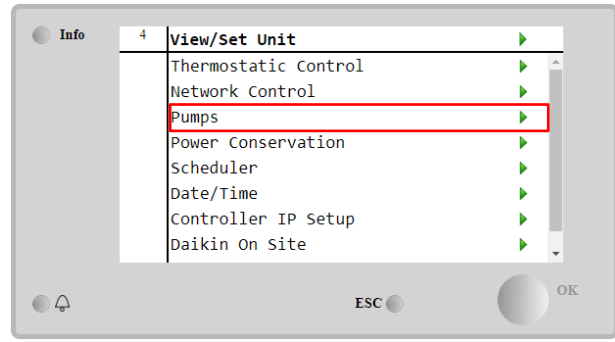 Info
4 View/Set Unit
Thermostatic Control
Network Control
Pumps
Power Conservation
Scheduler
Date/Time
Controller IP Setup
Daikin On Site
ESC
OK